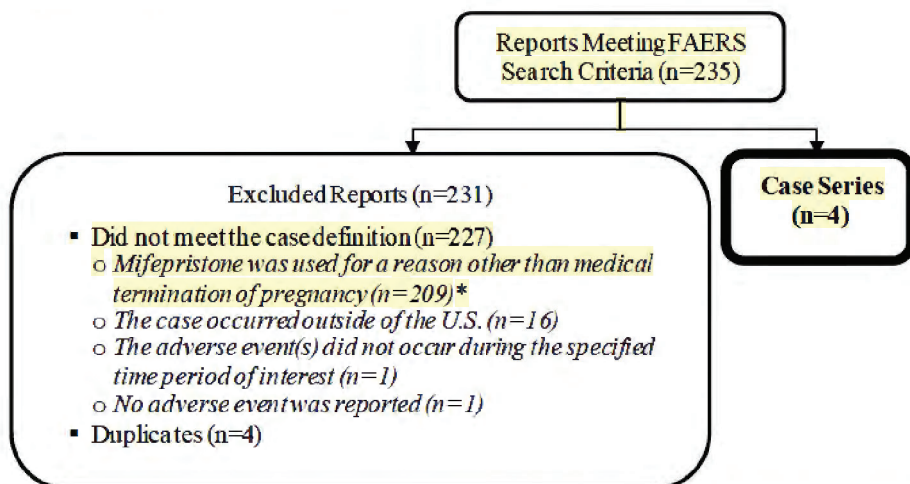 Reports Meeting FAERS
Search Criteria (n=235)
Excluded Reports (n=231)
▪ Did not meet the case definition (n=227)
o Mifepristone was used for a reason other than medical
termination of pregnancy (n=209)*
o The case occurred outside of the U.S. (n=16)
o The adverse event(s) did not occur during the specified
time period of interest (n=1)
o No adverse event was reported (n=1)
▪ Duplicates (n=4)
Case Series
(n=4)